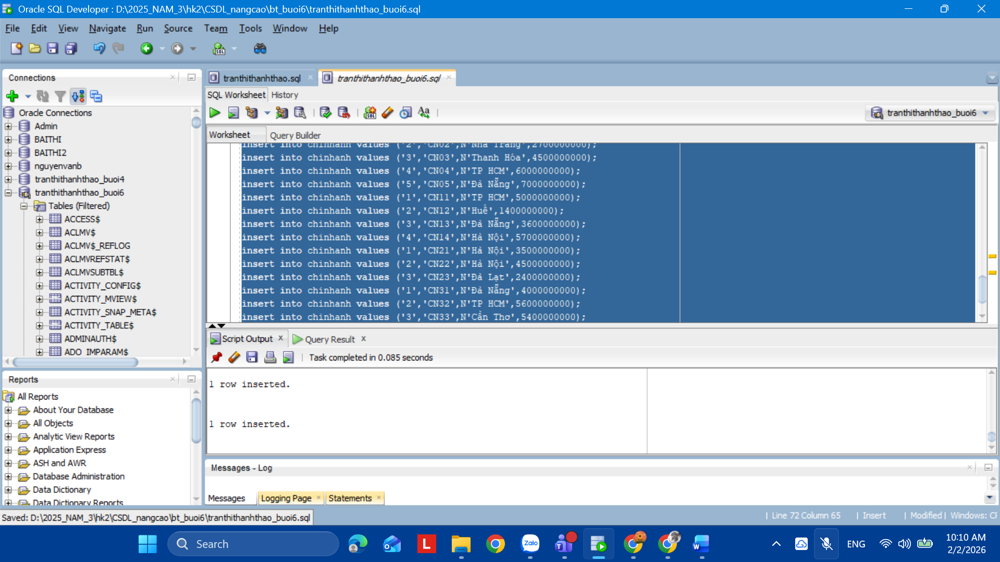 Oracle SQL Developer : D:\2025_NAM_3\hk2\CSDL_nangcao\bt_buoi6\tranthithanhthao_buoi6.sql
File Edit View Navigate Run Source Team Tools Window Help
Connections
Oracle Connections
Admin
BAITHI
BAITHI2
nguyenvanb
tranthithanhthao_buoi4
tranthithanhthao_buoi6
Tables (Filtered)
ACCESS$
ACLMV$
ACLMV$_REFLOG
ACLMVREFSTAT$
ACLMVSUBTBL$
ACTIVITY_CONFIG$
ACTIVITY_MVIEW$
ACTIVITY_SNAP_META$
ACTIVITY_TABLE$
ADMINAUTH$
ADO_IMPARAM$
Reports
All Reports
About Your Database
All Objects
Analytic View Reports
Application Express
ASH and AWR
Database Administration
Data Dictionary
Data Dictionary Reports
tranthithanhthao.sql
tranthithanhthao_buoi6.sql
SQL Worksheet History
tranthithanhthao_buoi6
Worksheet Query Builder
insert into chinhanh values ('2','CN02',N'Nha Trang',2700000000);
insert into chinhanh values ('3','CN03',N'Thanh Hóa',4500000000);
insert into chinhanh values ('4','CN04',N'TP HCM',6000000000);
insert into chinhanh values ('5','CN05',N'Đà Nẵng',7000000000);
insert into chinhanh values ('1','CN11',N'TP HCM',5000000000);
insert into chinhanh values ('2','CN12',N'Huế',1400000000);
insert into chinhanh values ('3','CN13',N'Đà Nẵng',3600000000);
insert into chinhanh values ('4','CN14',N'Hà Nội',5700000000);
insert into chinhanh values ('1','CN21',N'Hà Nội',3500000000);
insert into chinhanh values ('2','CN22',N'Hà Nội',4500000000);
insert into chinhanh values ('3','CN23',N'Đà Lạt',2400000000);
insert into chinhanh values ('1','CN31',N'Đà Nẵng',4000000000);
insert into chinhanh values ('2','CN32',N'TP HCM',5600000000);
insert into chinhanh values ('3','CN33',N'Cần Thơ',5400000000);
Script Output Query Result
Task completed in 0.085 seconds
1 row inserted.
1 row inserted.
Messages - Log
Messages Logging Page Statements
Saved: D:\2025_NAM_3\hk2\CSDL_nangcao\bt_buoi6\tranthithanhthao_buoi6.sql
| Line 72 Column 65 | Insert | Modified | Windows: CF
Search
L
Zalo
ENG
10:10 AM
2/2/2026